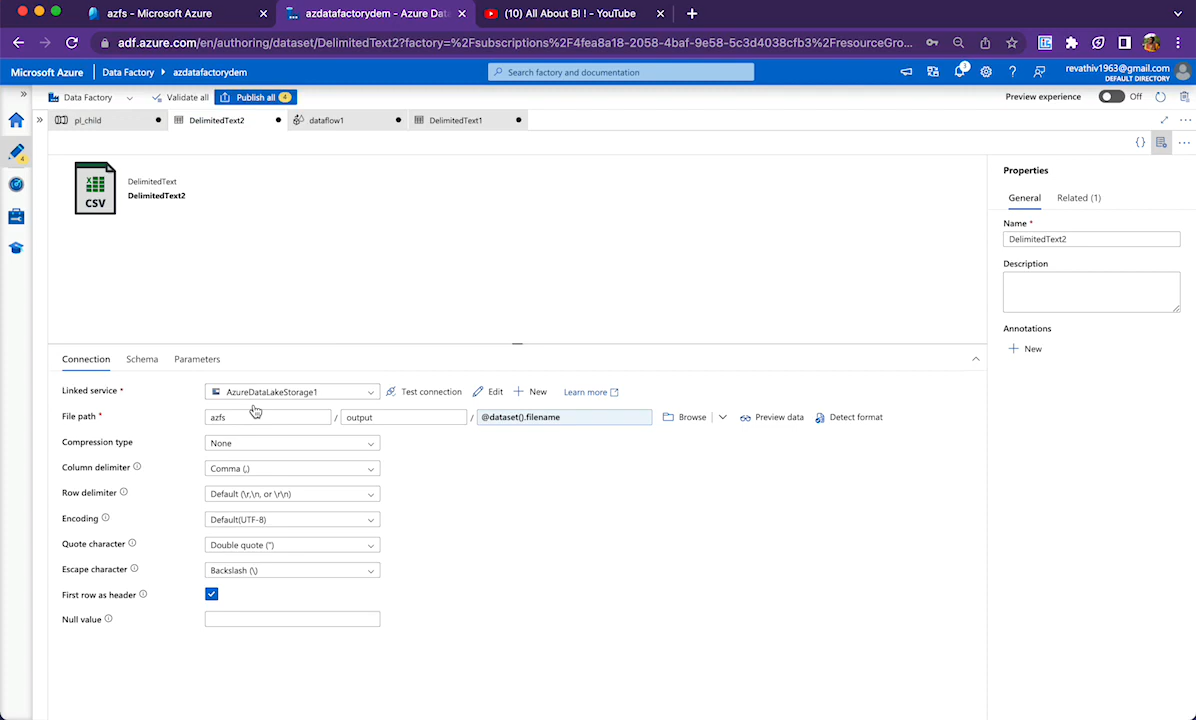 azfs - Microsoft Azure
azdatafactorydem - Azure Dat
(10) All About BI ! - YouTube
adf.azure.com/en/authoring/dataset/DelimitedText2?factory=%2Fsubscriptions%2F4fea8a18-2058-4baf-9e58-5c3d4038cfb3%2FresourceGro...
Microsoft Azure
Data Factory
azdatafactorydem
Search factory and documentation
1
revathiv1963@gmail.com
DEFAULT DIRECTORY
Data Factory
Validate all
Publish all 4
Preview experience
Off
pl_child
DelimitedText2
dataflow1
DelimitedText1
4
{}
CSV
DelimitedText
DelimitedText2
Properties
General
Related (1)
Name *
DelimitedText2
Description
Annotations
New
Connection
Schema
Parameters
Linked service *
AzureDataLakeStorage1
Test connection
Edit
New
Learn more
File path *
azfs
/
output
/
@dataset().filename
Browse
Preview data
Detect format
Compression type
None
Column delimiter
Comma (,)
Row delimiter
Default (\r,\n, or \r\n)
Encoding
Default(UTF-8)
Quote character
Double quote (")
Escape character
Backslash (\)
First row as header
Null value